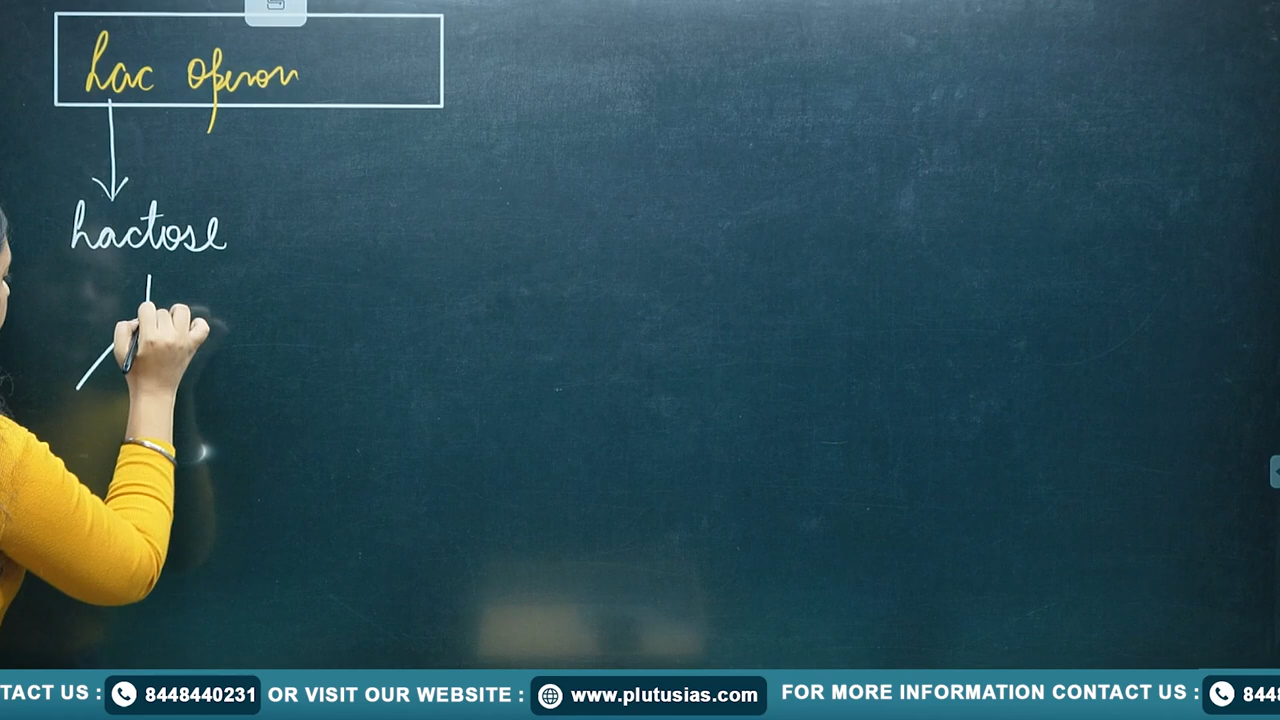 Lac operon
Lactose
TACT US : 8448440231 OR VISIT OUR WEBSITE : www.plutusias.com FOR MORE INFORMATION CONTACT US : 8448